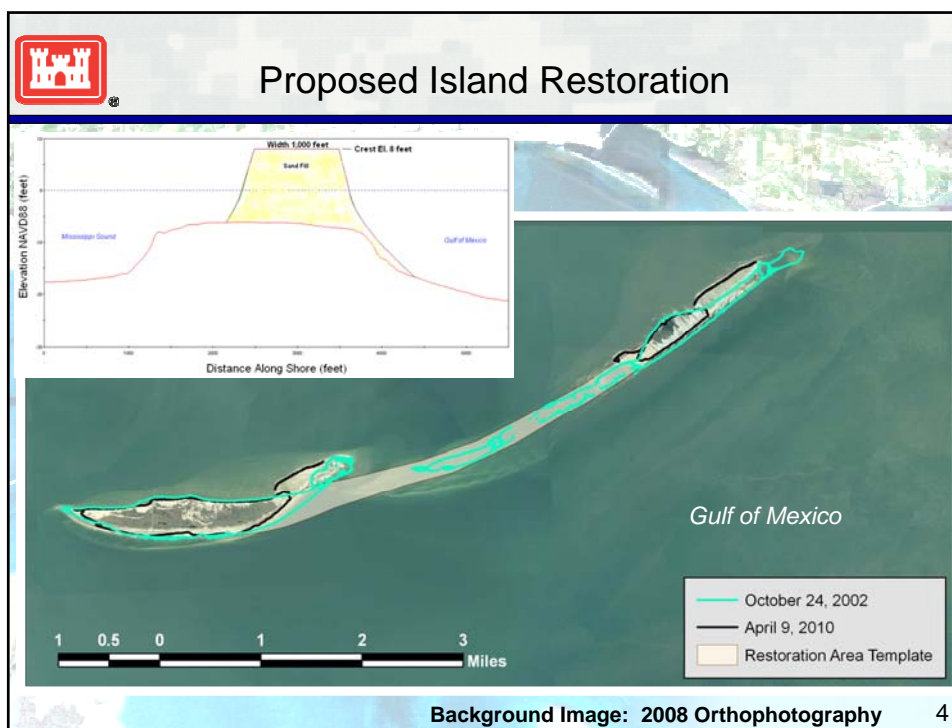 Proposed Island Restoration
Width 1,000 feet
Crest El. 8 feet
Sand Fill
Mississippi Sound
Gulf of Mexico
Elevation NAVD88 (feet)
Distance Along Shore (feet)
Gulf of Mexico
October 24, 2002
April 9, 2010
Restoration Area Template
1 0.5 0 1 2 3
Miles
Background Image: 2008 Orthophotography 4